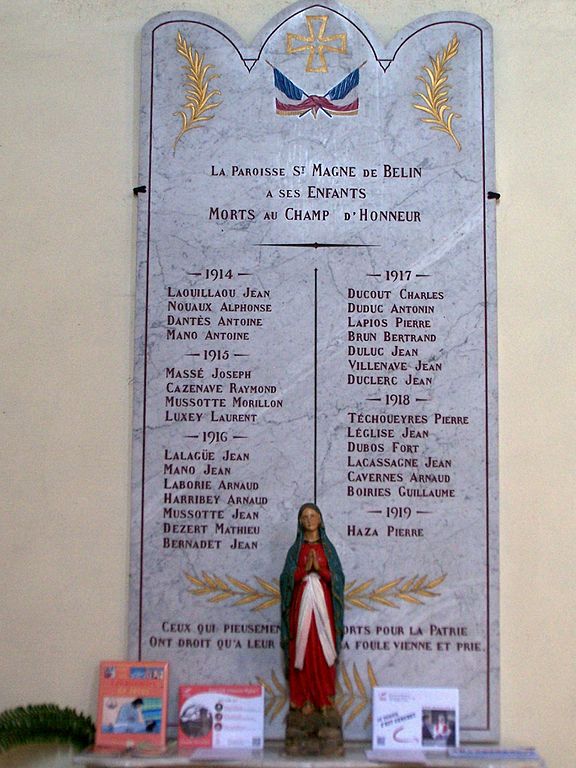 LA PAROISSE ST MAGNE DE BELIN
A SES ENFANTS
MORTS AU CHAMP D'HONNEUR
— 1914 —
LAOUILLAOU JEAN
NOUAUX ALPHONSE
DANTÈS ANTOINE
MANO ANTOINE
— 1915 —
MASSÉ JOSEPH
CAZENAVE RAYMOND
MUSSOTTE MORILLON
LUXEY LAURENT
— 1916 —
LALAGÜE JEAN
MANO JEAN
LABORIE ARNAUD
HARRIBEY ARNAUD
MUSSOTTE JEAN
DEZERT MATHIEU
BERNADET JEAN
— 1917 —
DUCOUT CHARLES
DUDUC ANTONIN
LAPIOS PIERRE
BRUN BERTRAND
DULUC JEAN
VILLENAVE JEAN
DUCLERC JEAN
— 1918 —
TÉCHOUEYRES PIERRE
LÉGLISE JEAN
DUBOS FORT
LACASSAGNE JEAN
CAVERNES ARNAUD
BOIRIES GUILLAUME
— 1919 —
HAZA PIERRE
CEUX QUI PIEUSEMEN ORTS POUR LA PATRIE
ONT DROIT QU'A LEUR LA FOULE VIENNE ET PRIE.